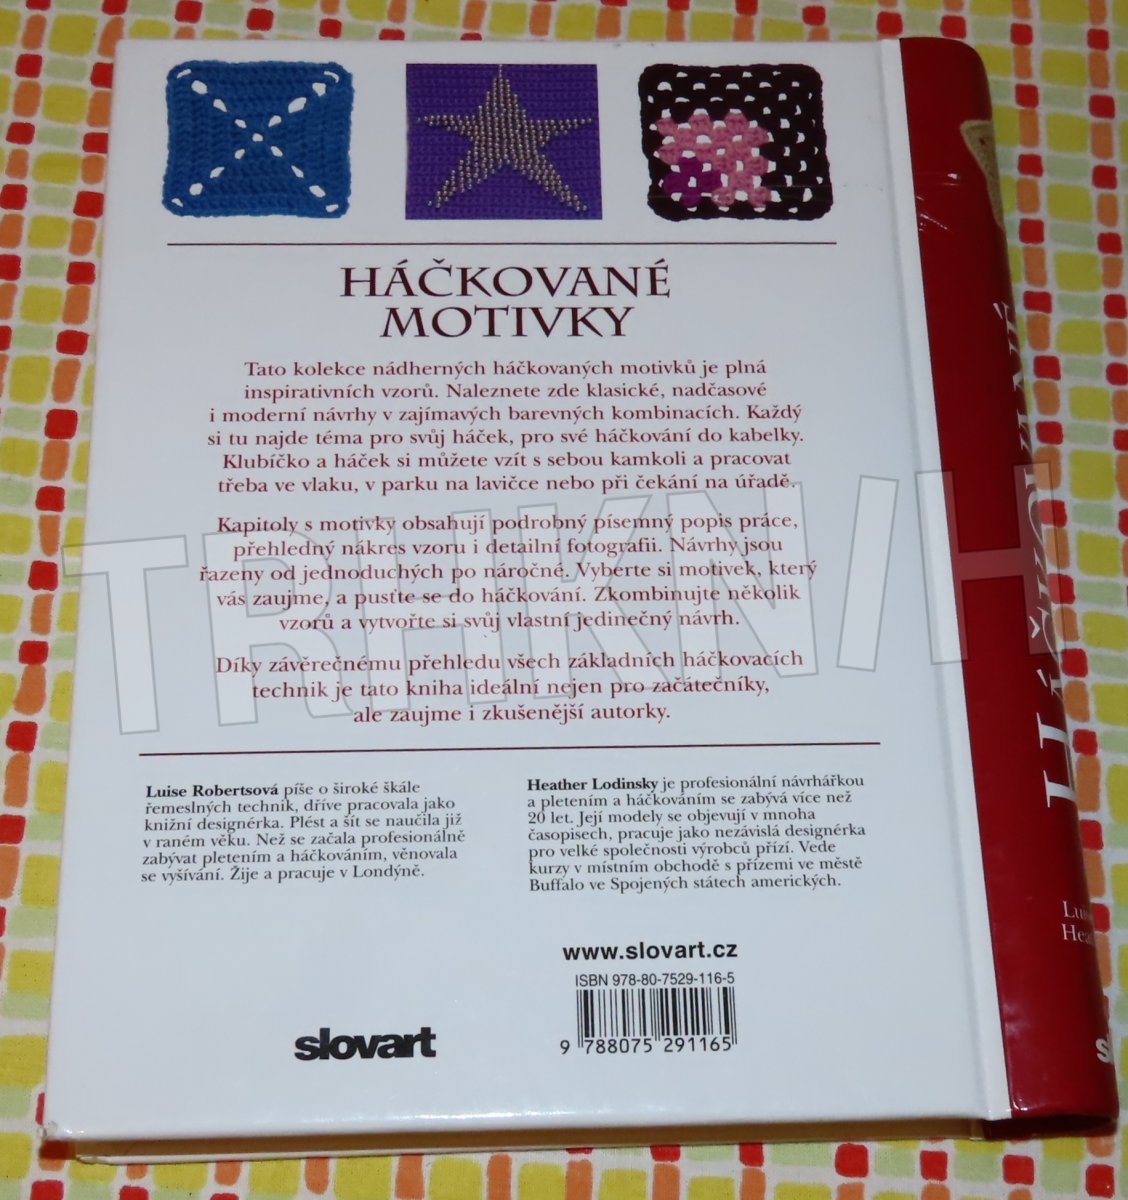 HÁČKOVANÉ
MOTIVKY
Tato kolekce nádherných háčkovaných motivků je plná
inspirativních vzorů. Naleznete zde klasické, nadčasové
i moderní návrhy v zajímavých barevných kombinacích. Každý
si tu najde téma pro svůj háček, pro své háčkování do kabelky.
Klubíčko a háček si můžete vzít s sebou kamkoli a pracovat
třeba ve vlaku, v parku na lavičce nebo při čekání na úřadě.
Kapitoly s motivky obsahují podrobný písemný popis práce,
přehledný nákres vzoru i detailní fotografii. Návrhy jsou
řazeny od jednoduchých po náročné. Vyberte si motivek, který
vás zaujme, a pusťte se do háčkování. Zkombinujte několik
vzorů a vytvořte si svůj vlastní jedinečný návrh.
Díky závěrečnému přehledu všech základních háčkovacích
technik je tato kniha ideální nejen pro začátečníky,
ale zaujme i zkušenější autorky.
Luise Robertsová píše o široké škále
řemeslných technik, dříve pracovala jako
knižní designérka. Plést a šít se naučila již
v raném věku. Než se začala profesionálně
zabývat pletením a háčkováním, věnovala
se vyšívání. Žije a pracuje v Londýně.
Heather Lodinsky je profesionální návrhářkou
a pletením a háčkováním se zabývá více než
20 let. Její modely se objevují v mnoha
časopisech, pracuje jako nezávislá designérka
pro velké společnosti výrobců přízí. Vede
kurzy v místním obchodě s přízemi ve městě
Buffalo ve Spojených státech amerických.
www.slovart.cz
ISBN 978-80-7529-116-5
9 788075 291165
slovart
TRHKNIH